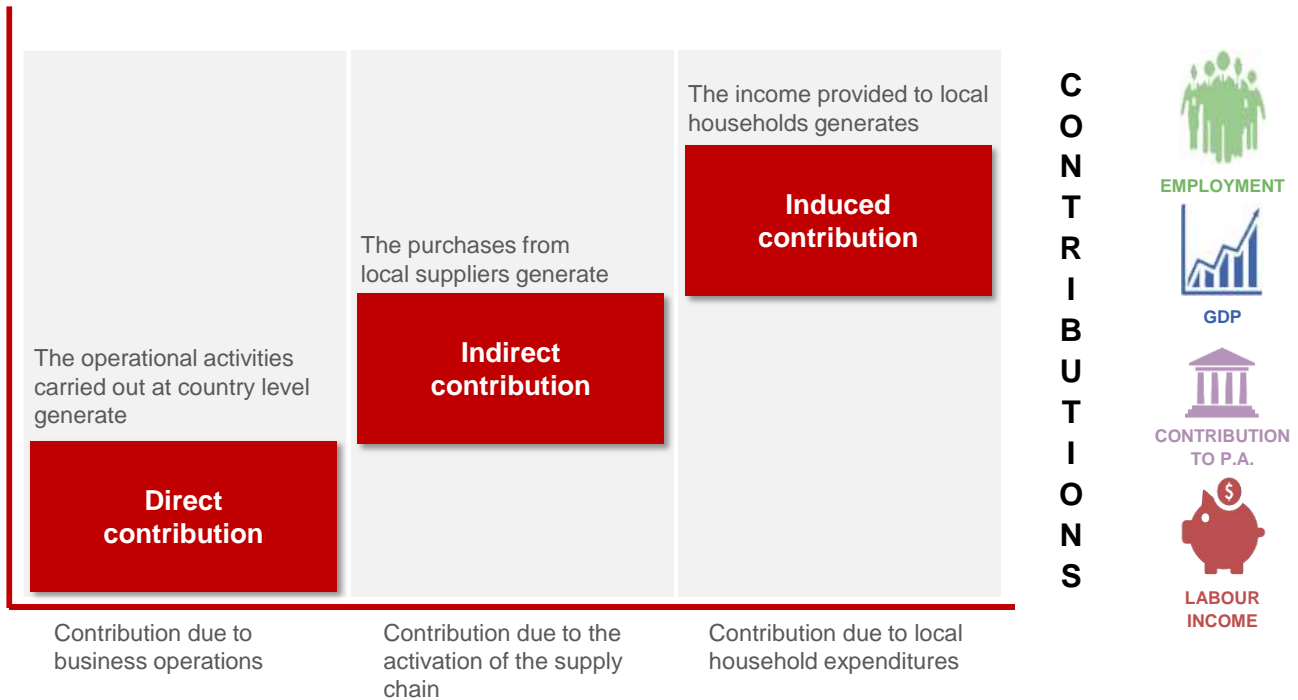 The operational activities
carried out at country level
generate
Direct
contribution
Contribution due to
business operations
The purchases from
local suppliers generate
Indirect
contribution
Contribution due to the
activation of the supply
chain
The income provided to local
households generates
Induced
contribution
Contribution due to local
household expenditures
C
O
N
T
R
I
B
U
T
I
O
N
S
EMPLOYMENT
GDP
CONTRIBUTION
TO P.A.
$
LABOUR
INCOME